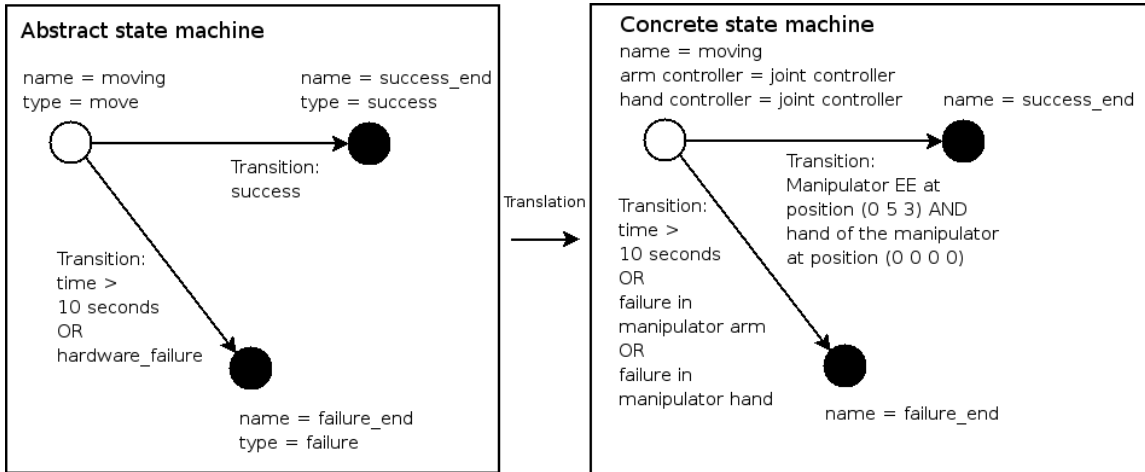 Abstract state machine
name = moving
type = move
name = success_end
type = success
Transition:
success
Transition:
time >
10 seconds
OR
hardware_failure
name = failure_end
type = failure
Translation
Concrete state machine
name = moving
arm controller = joint controller
hand controller = joint controller
name = success_end
Transition:
Manipulator EE at
position (0 5 3) AND
hand of the manipulator
at position (0 0 0 0)
Transition:
time >
10 seconds
OR
failure in
manipulator arm
OR
failure in
manipulator hand
name = failure_end